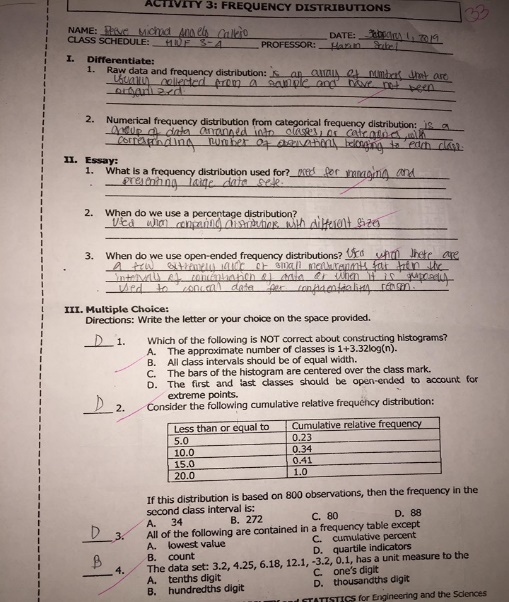 ACTIVITY 3: FREQUENCY DISTRIBUTIONS
33
NAME: Michael Angelo DATE: February 1, 2019
CLASS SCHEDULE: PROFESSOR:
I. Differentiate:
1. Raw data and frequency distribution: is an array of numbers that are
usually collected from a sample and have not been
organized
2. Numerical frequency distribution from categorical frequency distribution: is a
group of data arranged into classes or categories with
corresponding number of observations belonging to each class.
II. Essay:
1. What is a frequency distribution used for? used for managing and
presenting large data sets.
2. When do we use a percentage distribution?
Used when comparing distributions with different sizes
3. When do we use open-ended frequency distributions? Used when there are
a few extremely large or small measurements far from the
intervals of concentration of data or when it is purposely
used to conceal data for confidentiality reason.
III. Multiple Choice:
Directions: Write the letter or your choice on the space provided.
D 1. Which of the following is NOT correct about constructing histograms?
A. The approximate number of classes is 1+3.32log(n).
B. All class intervals should be of equal width.
C. The bars of the histogram are centered over the class mark.
D. The first and last classes should be open-ended to account for
extreme points.
D 2. Consider the following cumulative relative frequency distribution:
Less than or equal to Cumulative relative frequency
5.0 0.23
10.0 0.34
15.0 0.41
20.0 1.0
If this distribution is based on 800 observations, then the frequency in the
second class interval is:
A. 34 B. 272 C. 80 D. 88
D 3. All of the following are contained in a frequency table except
A. lowest value C. cumulative percent
B. count D. quartile indicators
B 4. The data set: 3.2, 4.25, 6.18, 12.1, -3.2, 0.1, has a unit measure to the
A. tenths digit C. one's digit
B. hundredths digit D. thousandths digit
STATISTICS for Engineering and the Sciences